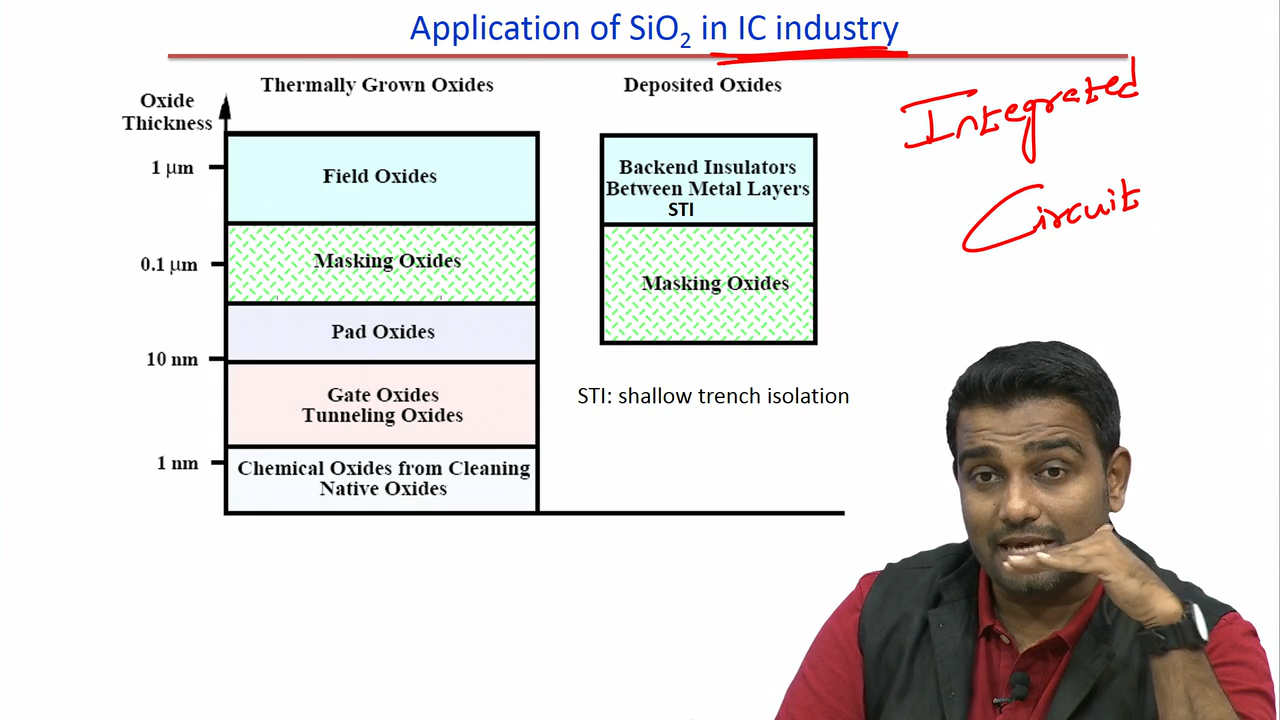 Application of SiO₂ in IC industry
Thermally Grown Oxides
Deposited Oxides
Integrated
Circuit
Oxide
Thickness
1 μm
0.1 μm
10 nm
1 nm
Field Oxides
Masking Oxides
Pad Oxides
Gate Oxides
Tunneling Oxides
Chemical Oxides from Cleaning
Native Oxides
Backend Insulators
Between Metal Layers
STI
Masking Oxides
STI: shallow trench isolation